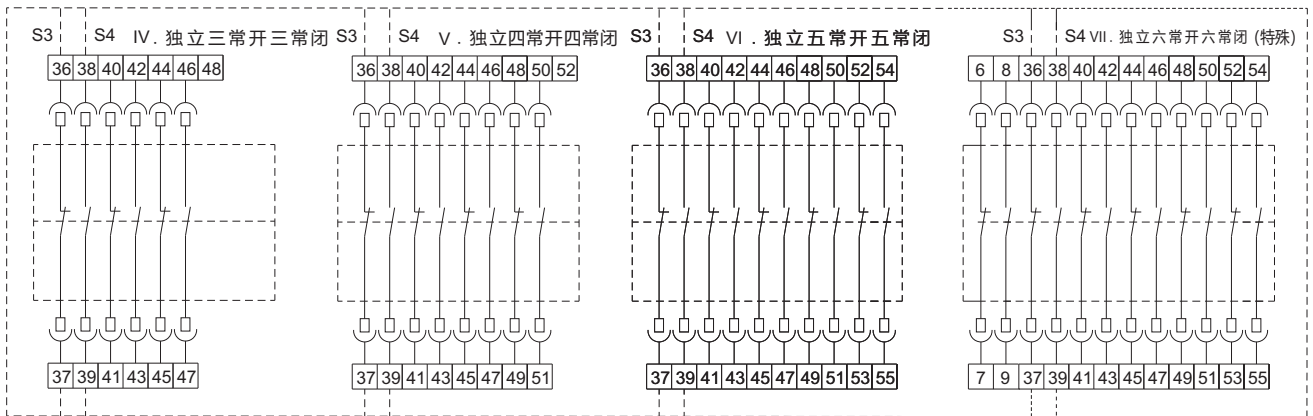 S3 S4 IV. 独立三常开三常闭
36 38 40 42 44 46 48
37 39 41 43 45 47
S3 S4 V. 独立四常开四常闭
36 38 40 42 44 46 48 50 52
37 39 41 43 45 47 49 51
S3 S4 VI. 独立五常开五常闭
36 38 40 42 44 46 48 50 52 54
37 39 41 43 45 47 49 51 53 55
S3 S4 VII. 独立六常开六常闭 (特殊)
6 8 36 38 40 42 44 46 48 50 52 54
7 9 37 39 41 43 45 47 49 51 53 55